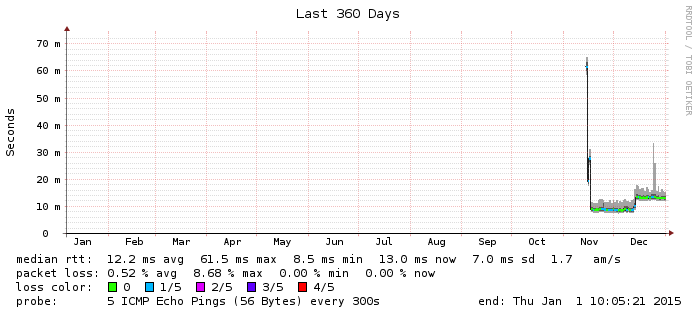 Last 360 Days
RRDTOOL / TOBI OETIKER
Seconds
70 m
60 m
50 m
40 m
30 m
20 m
10 m
0
Jan Feb Mar Apr May Jun Jul Aug Sep Oct Nov Dec
median rtt: 12.2 ms avg 61.5 ms max 8.5 ms min 13.0 ms now 7.0 ms sd 1.7 am/s
packet loss: 0.52 % avg 8.68 % max 0.00 % min 0.00 % now
loss color: 0 1/5 2/5 3/5 4/5
probe: 5 ICMP Echo Pings (56 Bytes) every 300s end: Thu Jan 1 10:05:21 2015